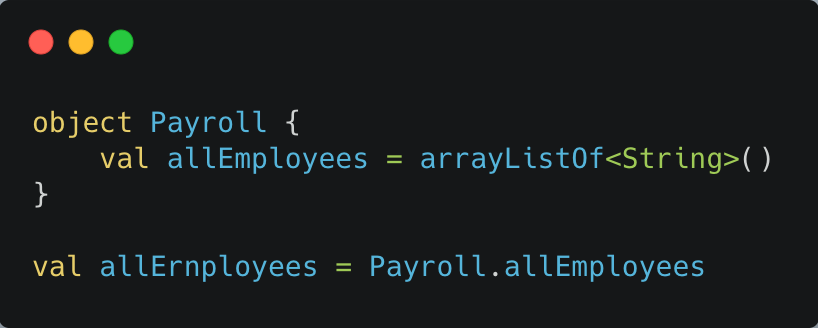 object Payroll {
    val allEmployees = arrayListOf<String>()
}
val allErnployees = Payroll.allEmployees